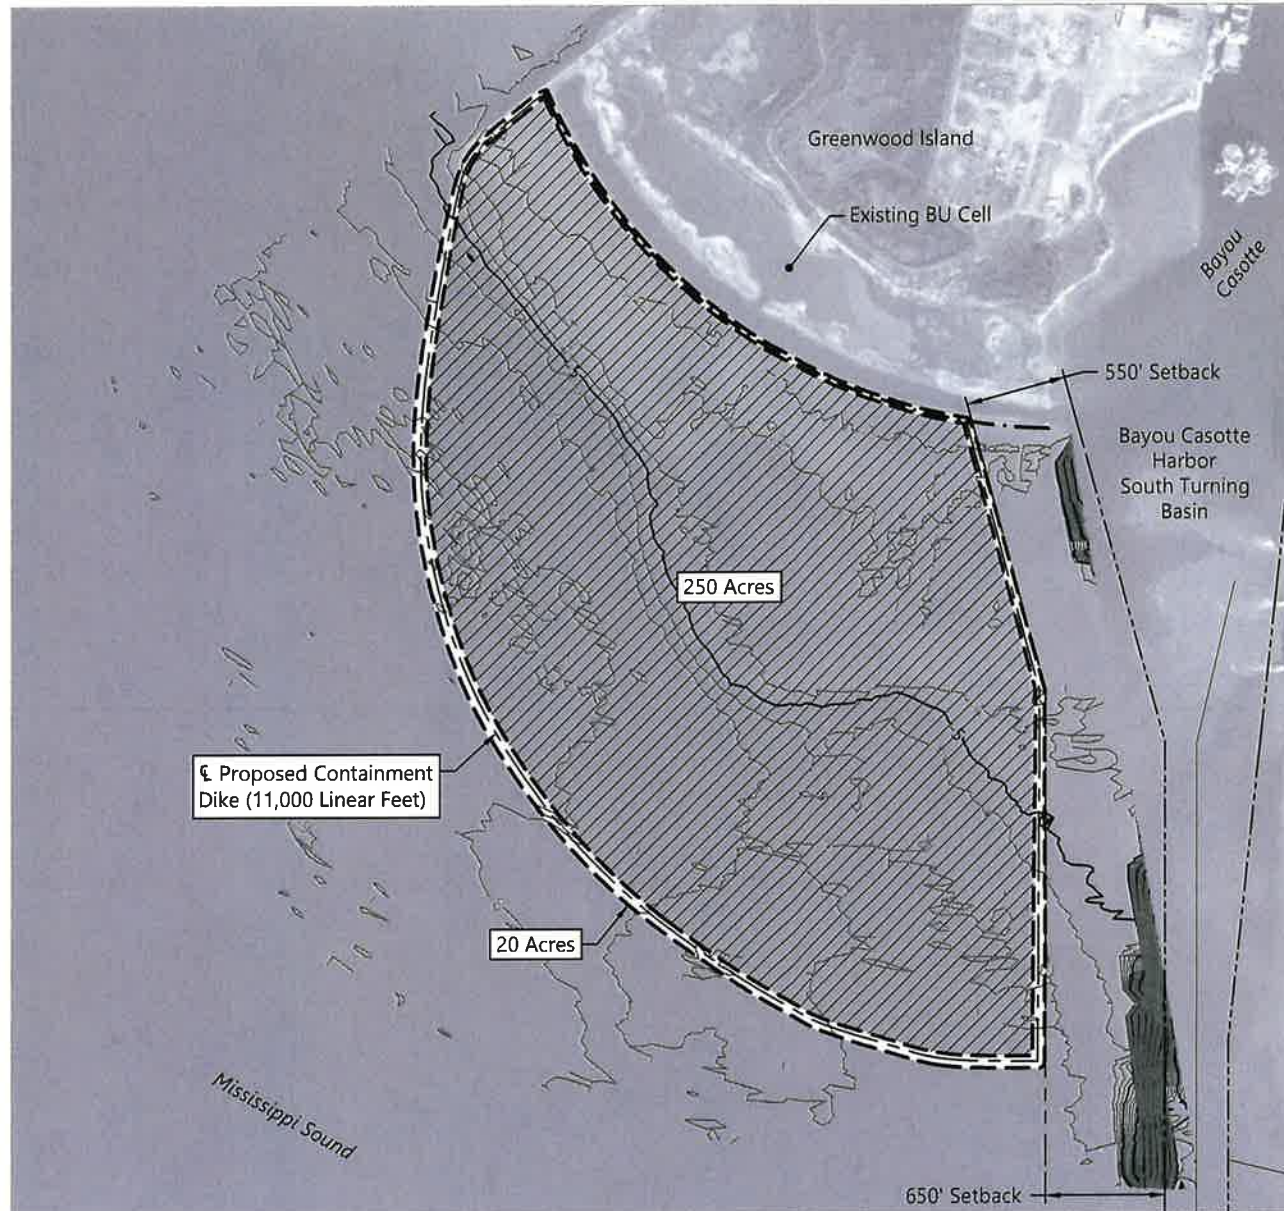 Greenwood Island
Existing BU Cell
Bayou
Casotte
550' Setback
Bayou Casotte
Harbor
South Turning
Basin
250 Acres
℄ Proposed Containment
Dike (11,000 Linear Feet)
20 Acres
Mississippi Sound
650' Setback